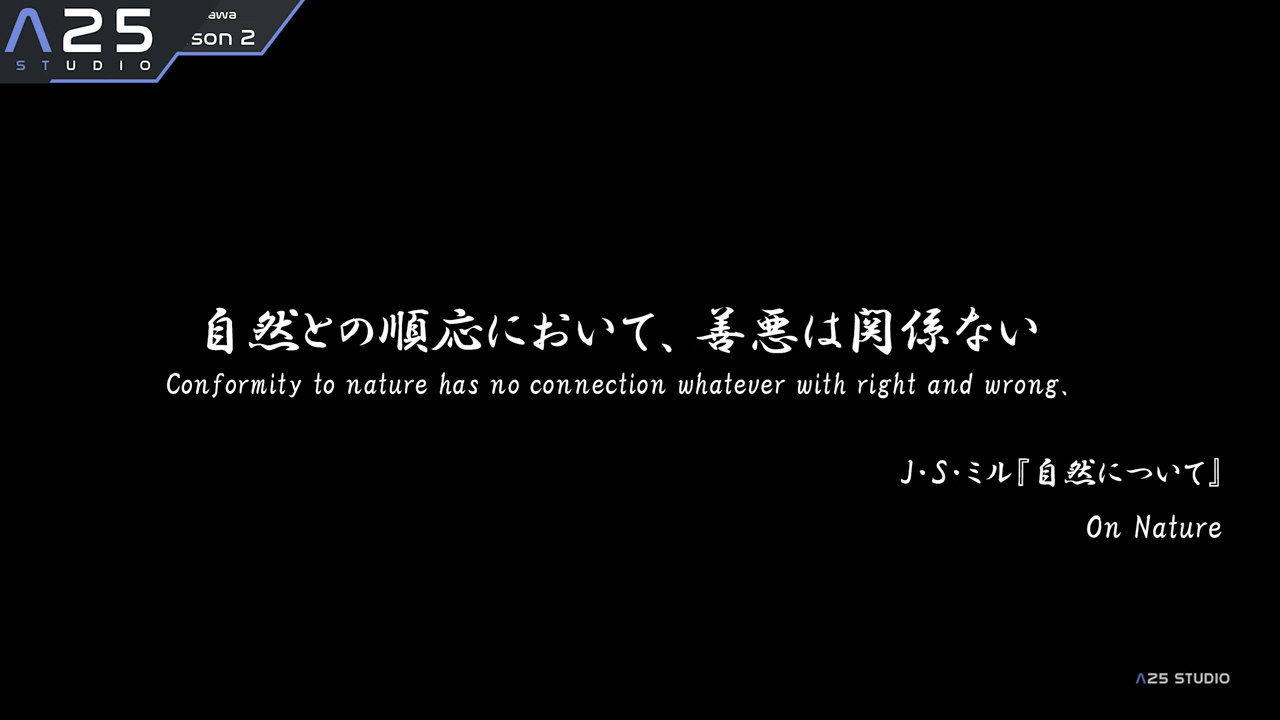 A25
STUDIO
awa
son 2
自然との順応において、善悪は関係ない
Conformity to nature has no connection whatever with right and wrong.
J・S・ミル『自然について』
On Nature
A25 STUDIO